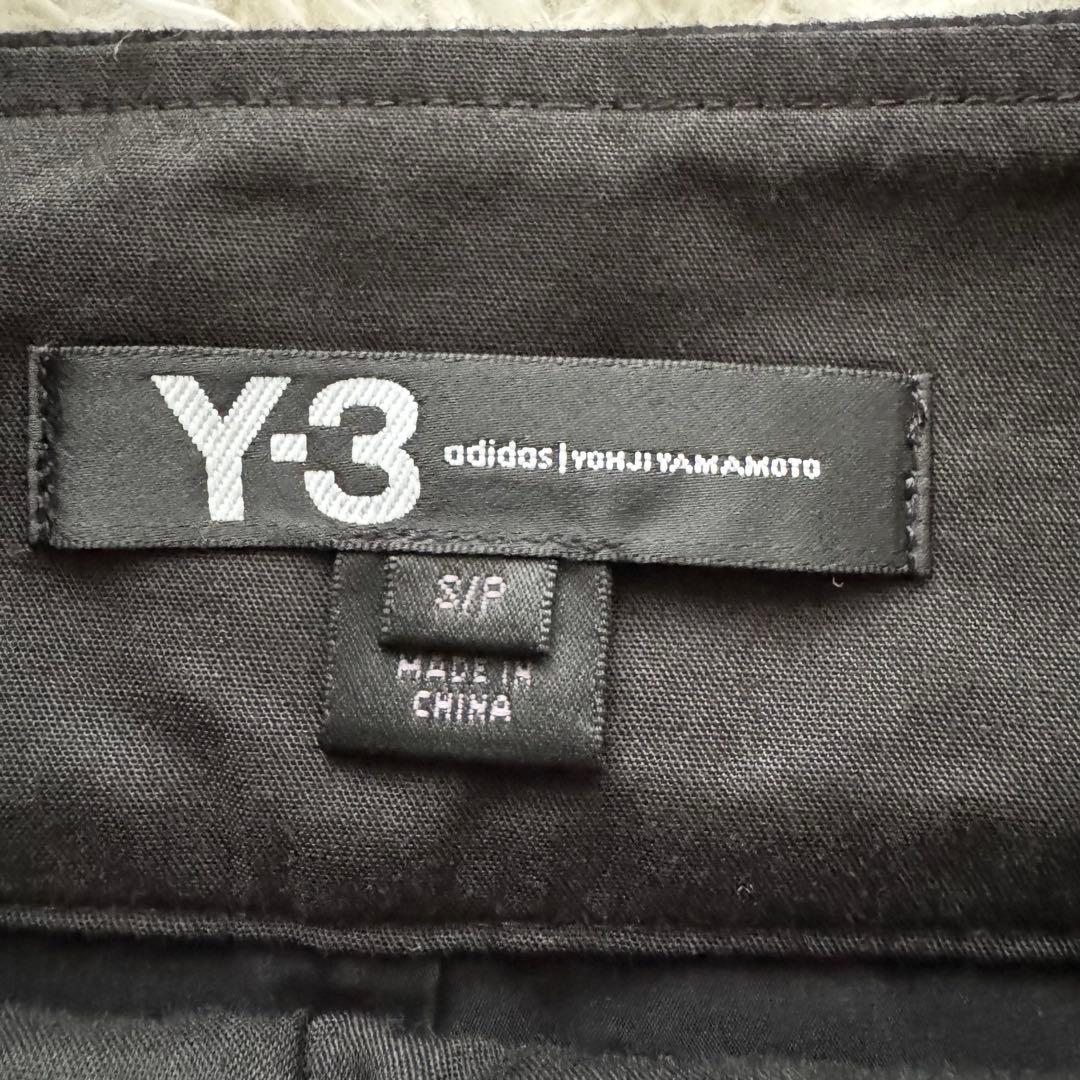 Y-3
adidas | YOHJI YAMAMOTO
S/P
MADE IN
CHINA